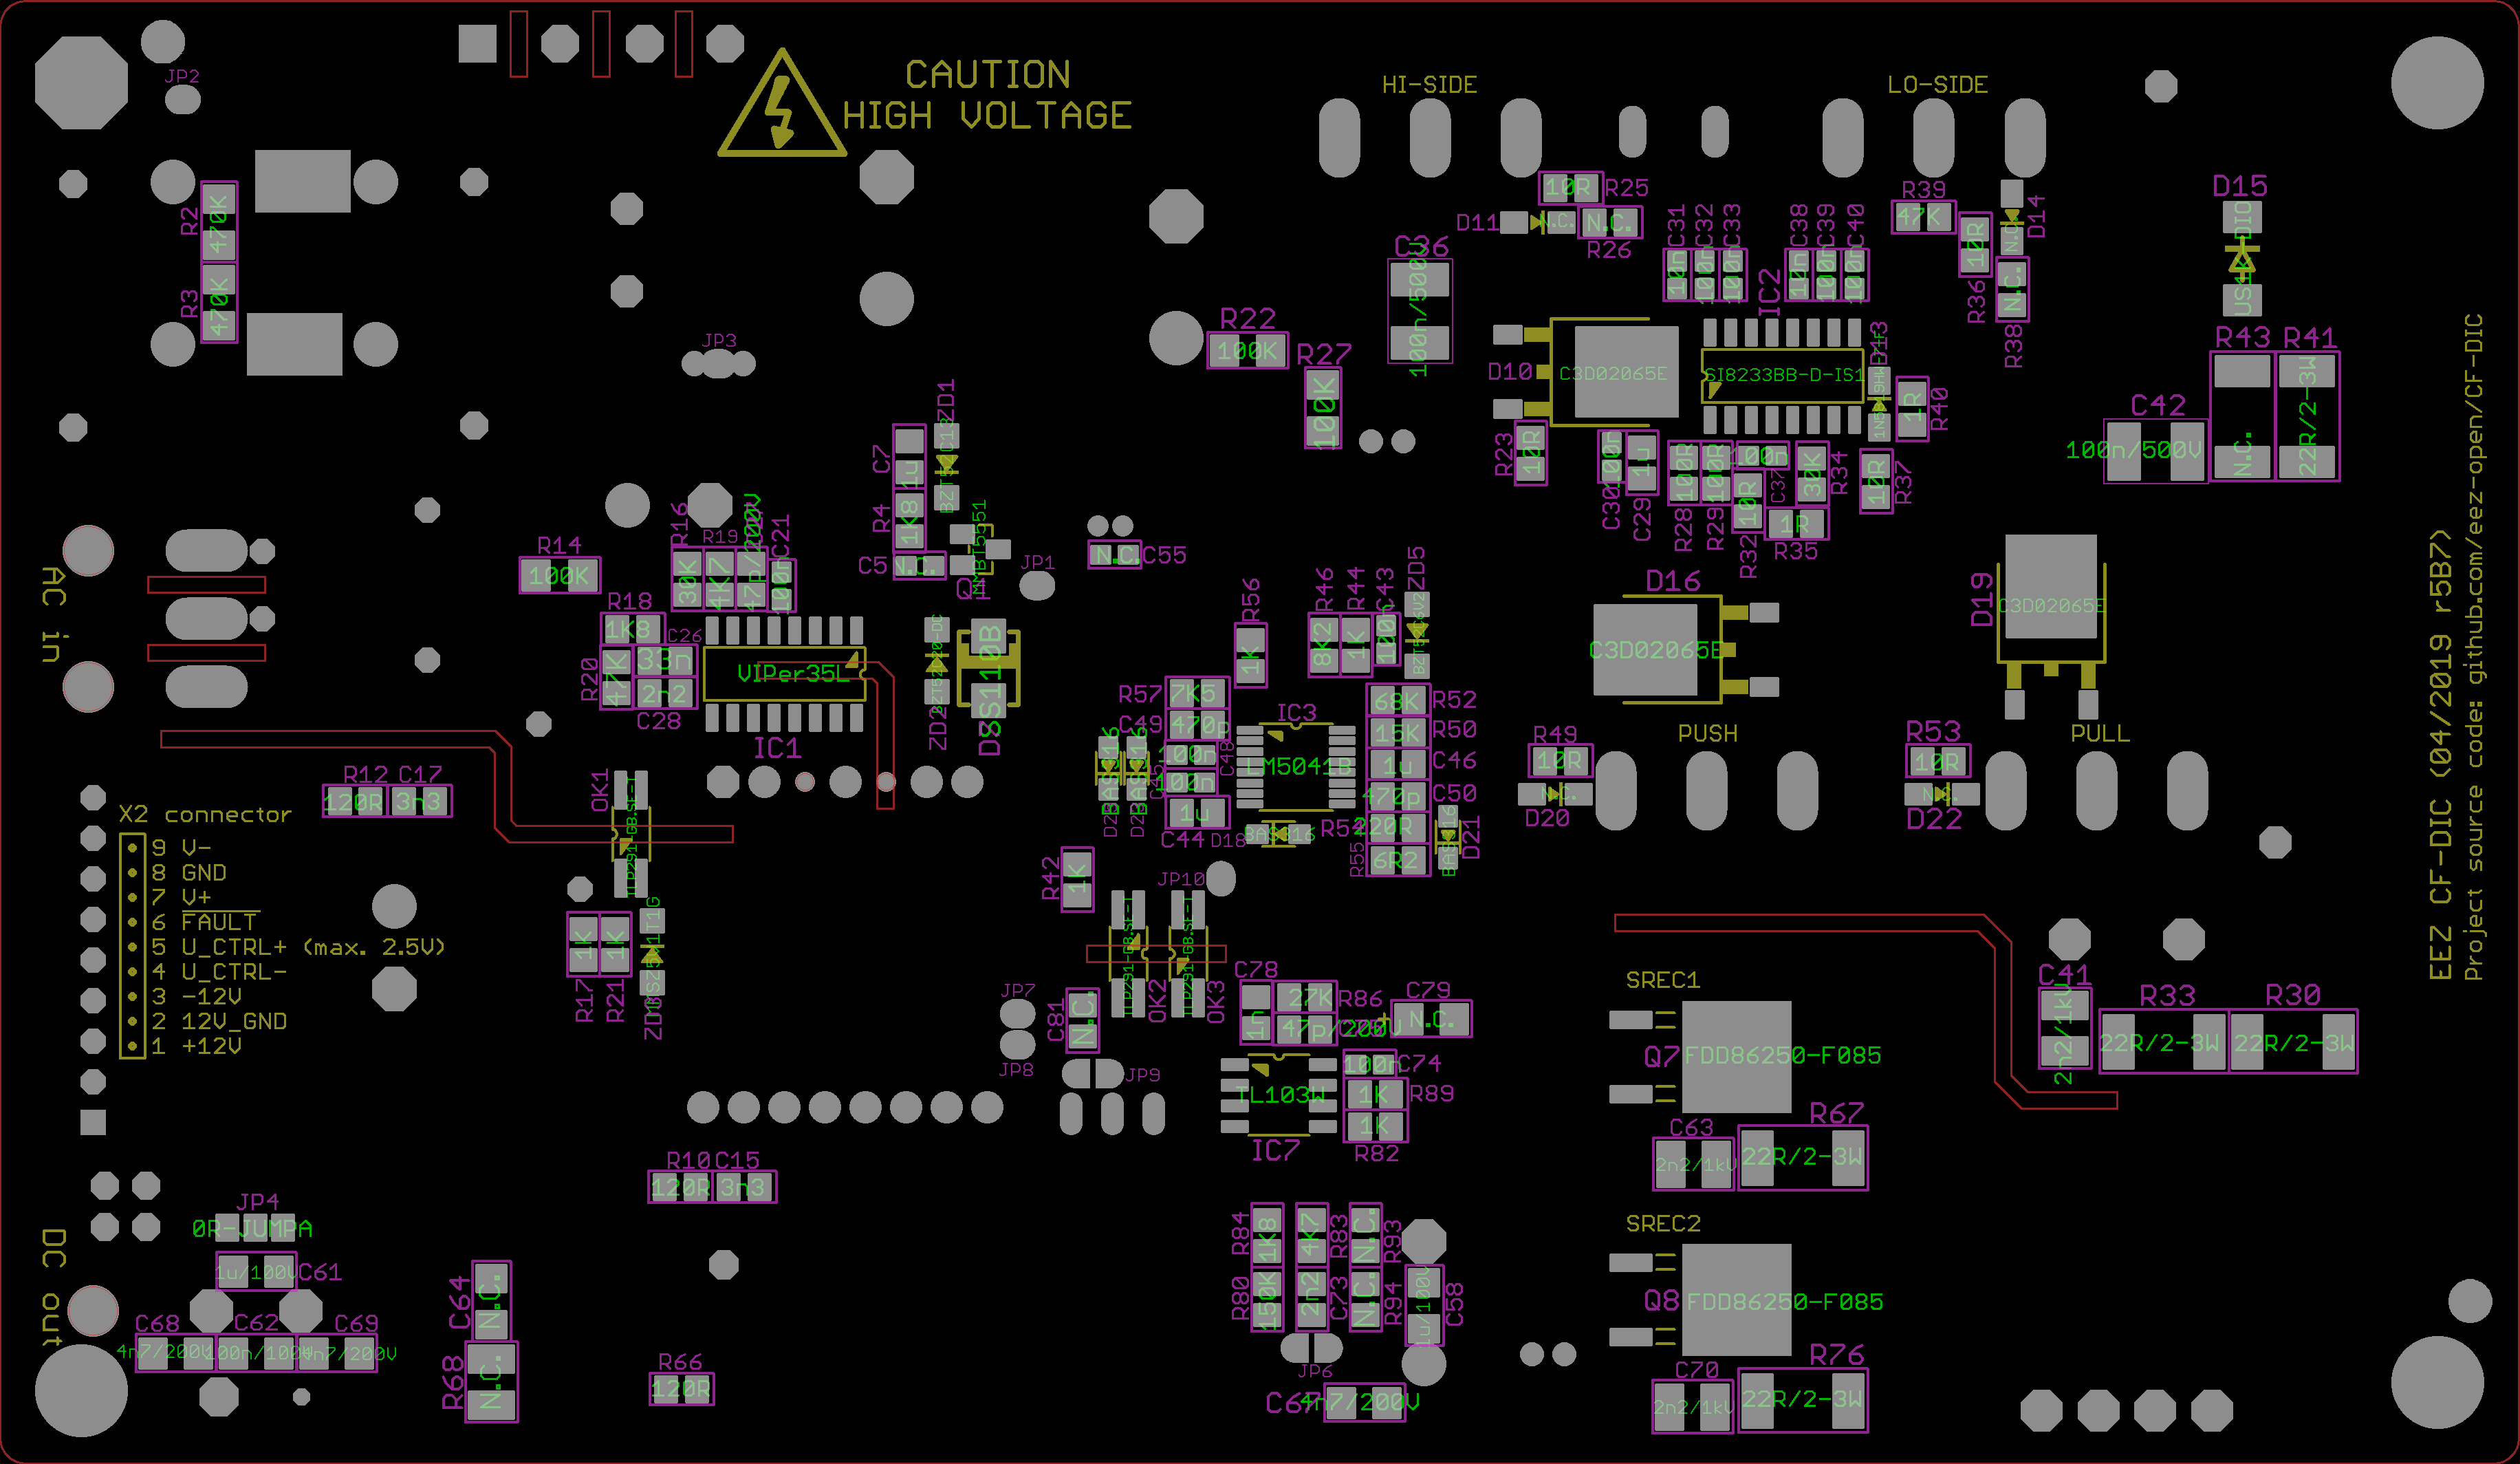 JP2
CAUTION
HIGH VOLTAGE
HI-SIDE
LO-SIDE
R2
470K
R3
470K
JP3
10R
R25
D11
N.C.
N.C.
R26
C36
100n/500V
C31
C32
C33
10n
100n
100n
IC2
C38
C39
C40
10n
100n
100n
R39
47K
D14
N.C.
10R
R36
N.C.
R38
D15
R43
R41
N.C.
22R/2-3W
C42
100n/500V
R22
100K
R27
100K
D10
C3D02065E
SI8233BB-D-IS1
D13
1R
R40
R23
10R
C30
100n
C29
1u
R28
100R
R29
100R
100n
C37
R32
10R
30K
R34
1R
R35
10R
R37
ZD1
C7
1u
R4
1K8
C5
N.C.
Q1
JP1
N.C.
C55
R14
100K
R16
30K
R19
4K7
47p/200V
C21
100n
R18
1K8
C26
33n
R20
47K
2n2
C28
VIPer35L
IC1
ZD2
SS110B
AC in
D16
C3D02065E
D19
C3D02065E
PUSH
PULL
R56
1K
R46
8K2
R44
1K
C43
100n
ZD5
BZT52C6V2
R57
7K5
C49
470p
100n
C48
100n
C45
1u
C44
IC3
LM5041B
68K
R52
15K
R50
1u
C46
470p
C50
220R
R54
6R2
R55
D18
BAS316
D21
BAS316
R49
10R
N.C.
D20
R53
10R
N.C.
D22
R12
120R
C17
3n3
OK1
X2 connector
9 V-
8 GND
7 V+
6 FAULT
5 U_CTRL+ (max. 2.5V)
4 U_CTRL-
3 -12V
2 12V_GND
1 +12V
R17
1K
R21
1K
R42
1K
JP10
OK2
OK3
JP7
JP8
C81
N.C.
JP9
C78
1n
27K
R86
47p/200V
C79
N.C.
100n
C74
TL103W
IC7
1K
R89
1K
R82
SREC1
Q7
FDD86250-F085
C63
2n2/1kV
R67
22R/2-3W
SREC2
Q8
FDD86250-F085
C70
2n2/1kV
R76
22R/2-3W
C41
2n2/1kV
R33
22R/2-3W
R30
22R/2-3W
R10
120R
C15
3n3
JP4
0R-JUMPA
1u/100V
C61
C68
4n7/200V
C62
100n/100V
C69
4n7/200V
DC out
C64
N.C.
R68
N.C.
R66
120R
R84
1K8
R80
150K
4K7
R83
2n2
C73
N.C.
R93
N.C.
R94
1u/100V
C58
JP6
C67
4n7/200V
EEZ CF-DIC (04/2019 r5B7)
Project source code: github.com/eez-open/CF-DIC